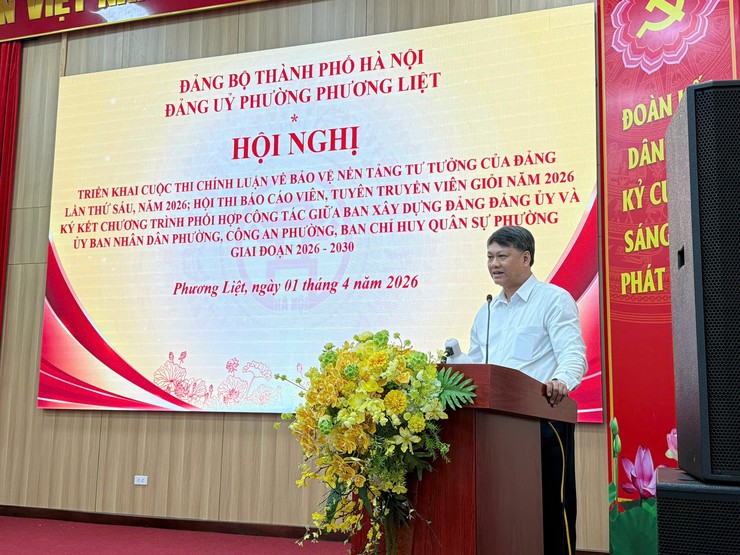 ẢN VIỆT N
ĐẢNG BỘ THÀNH PHỐ HÀ NỘI
ĐẢNG UỶ PHƯỜNG PHƯƠNG LIỆT
*
HỘI NGHỊ
TRIỂN KHAI CUỘC THI CHÍNH LUẬN VỀ BẢO VỆ NỀN TẢNG TƯ TƯỞNG CỦA ĐẢNG
LẦN THỨ SÁU, NĂM 2026; HỘI THI BÁO CÁO VIÊN, TUYÊN TRUYỀN VIÊN GIỎI NĂM 2026
KÝ KẾT CHƯƠNG TRÌNH PHỐI HỢP CÔNG TÁC GIỮA BAN XÂY DỰNG ĐẢNG ĐẢNG ỦY VÀ
ỦY BAN NHÂN DÂN PHƯỜNG, CÔNG AN PHƯỜNG, BAN CHỈ HUY QUÂN SỰ PHƯỜNG
GIAI ĐOẠN 2026 - 2030
Phương Liệt, ngày 01 tháng 4 năm 2026
ĐOÀN K
DÂN
KỶ CƯ
SÁNG
PHÁT